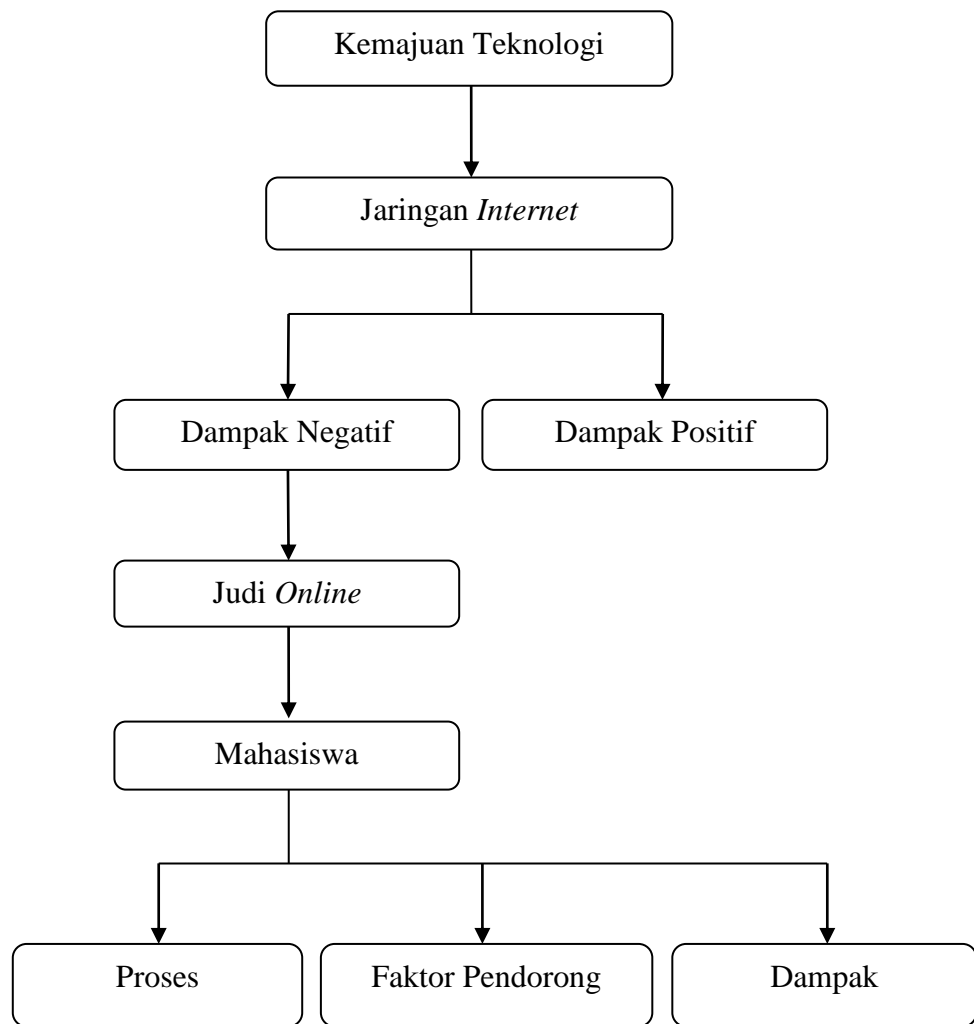 Kemajuan Teknologi
Jaringan Internet
Dampak Negatif
Dampak Positif
Judi Online
Mahasiswa
Proses
Faktor Pendorong
Dampak